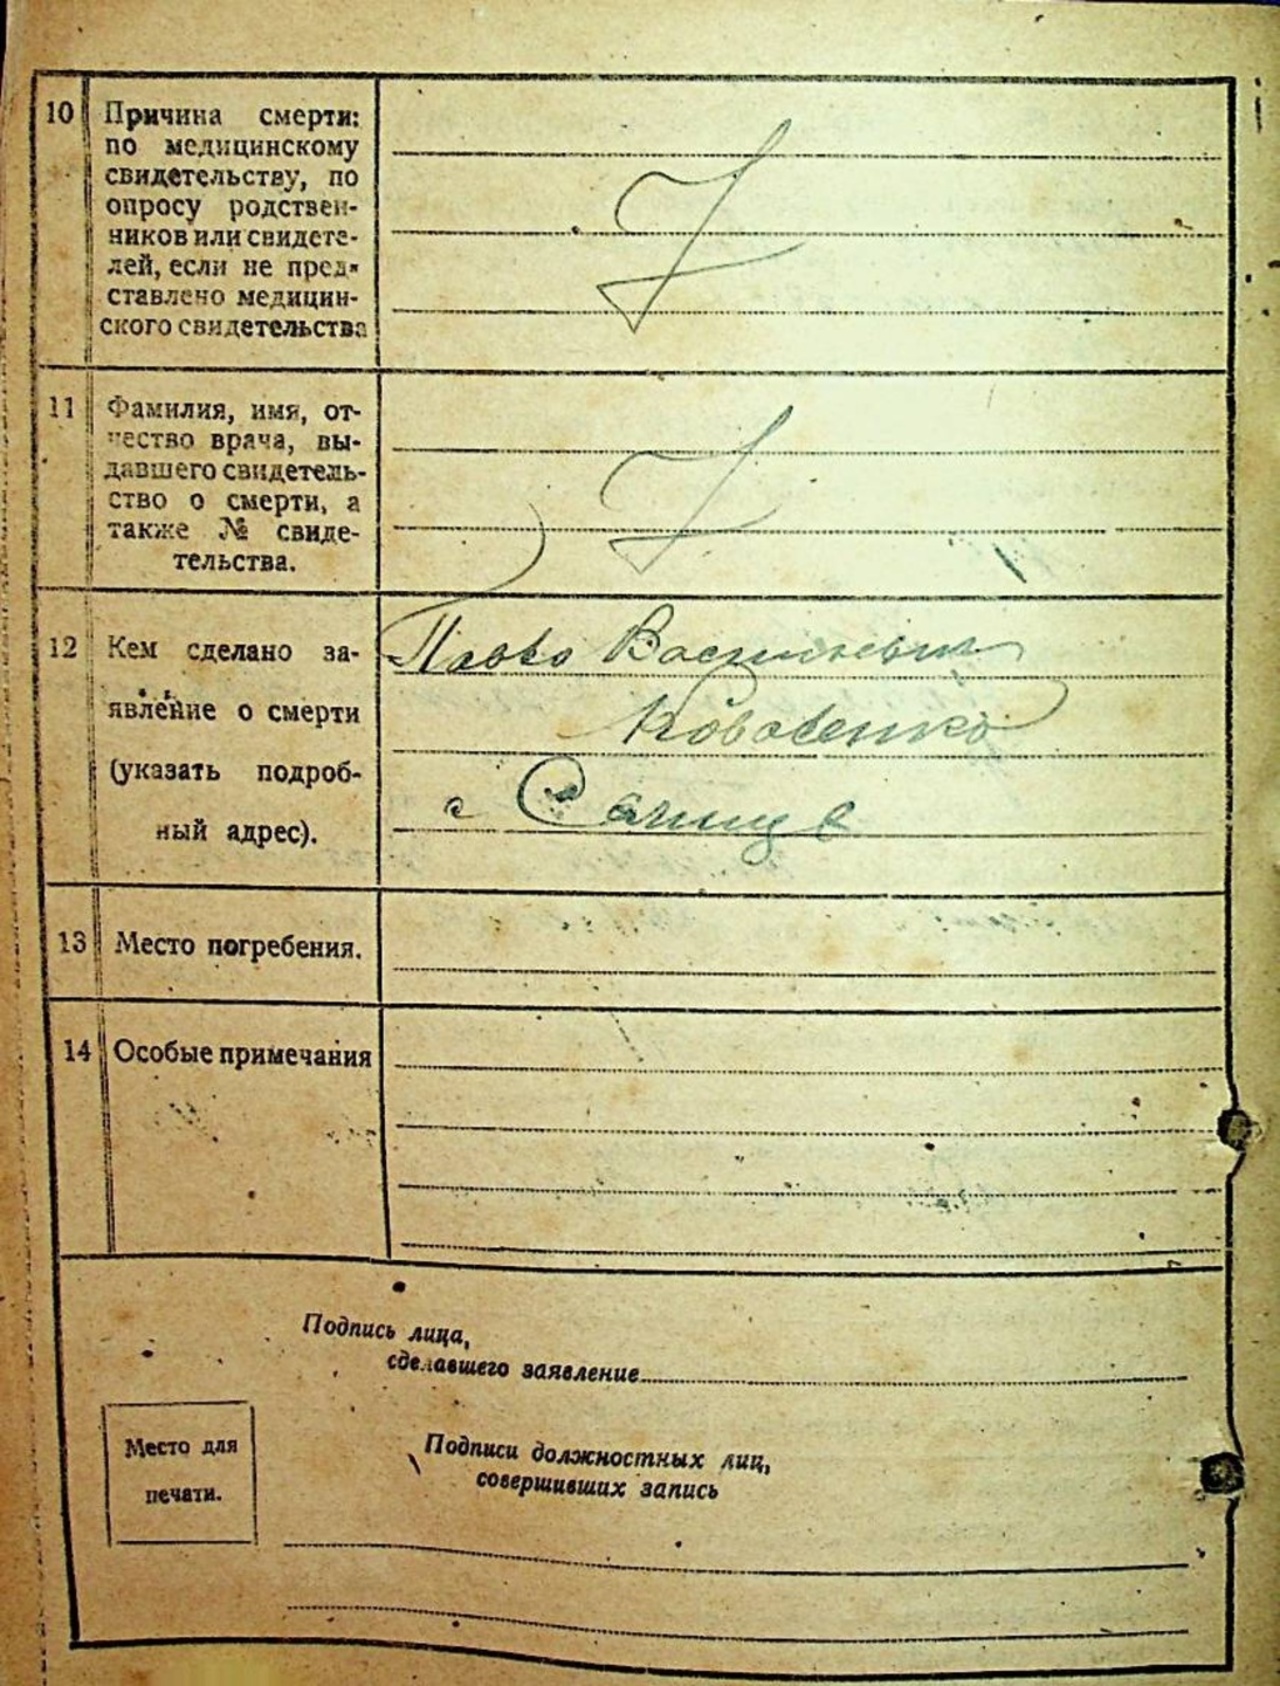 10 Причина смерти:
по медицинскому
свидетельству, по
опросу родствен-
ников или свидете-
лей, если не пред-
ставлено медицин-
ского свидетельства
11 Фамилия, имя, от-
чество врача, вы-
давшего свидетель-
ство о смерти, а
также № свиде-
тельства.
12 Кем сделано за-
явление о смерти
(указать подроб-
ный адрес).
Васильевич
с
13 Место погребения.
14 Особые примечания
Подпись лица,
сделавшего заявление
Место для
печати.
Подписи должностных лиц,
совершивших запись